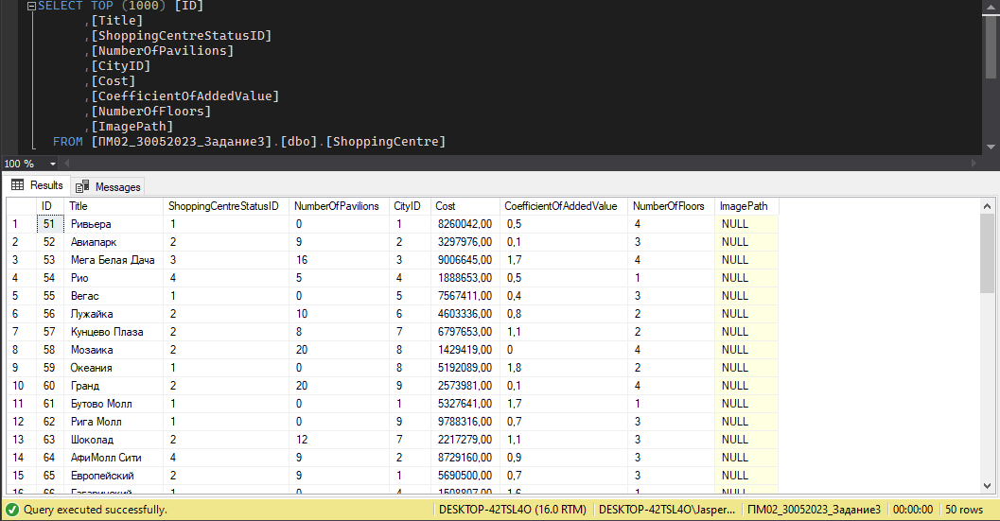 SELECT TOP (1000) [ID]
,[Title]
,[ShoppingCentreStatusID]
,[NumberOfPavilions]
,[CityID]
,[Cost]
,[CoefficientOfAddedValue]
,[NumberOfFloors]
,[ImagePath]
FROM [ПМ02_30052023_Задание3].[dbo].[ShoppingCentre]
100 %
Results Messages
ID Title ShoppingCentreStatusID NumberOfPavilions CityID Cost CoefficientOfAddedValue NumberOfFloors ImagePath
1 51 Ривьера 1 0 1 8260042,00 0,5 4 NULL
2 52 Авиапарк 2 9 2 3297976,00 0,1 3 NULL
3 53 Мега Белая Дача 3 16 3 9006645,00 1,7 4 NULL
4 54 Рио 4 5 4 1888653,00 0,5 1 NULL
5 55 Вегас 1 0 5 7567411,00 0,4 3 NULL
6 56 Лужайка 2 10 6 4603336,00 0,8 2 NULL
7 57 Кунцево Плаза 2 8 7 6797653,00 1,1 2 NULL
8 58 Мозаика 2 20 8 1429419,00 0 4 NULL
9 59 Океания 1 0 8 5192089,00 1,8 2 NULL
10 60 Гранд 2 20 9 2573981,00 0,1 4 NULL
11 61 Бутово Молл 1 0 1 5327641,00 1,7 1 NULL
12 62 Рига Молл 1 0 9 9788316,00 0,7 3 NULL
13 63 Шоколад 2 12 7 2217279,00 1,1 3 NULL
14 64 АфиМолл Сити 4 9 2 8729160,00 0,9 3 NULL
15 65 Европейский 2 9 1 5690500,00 0,7 3 NULL
16 66 Гагаринский 1 0 4 1508807,00 1,6 1 NULL
Query executed successfully. DESKTOP-42TSL4O (16.0 RTM) DESKTOP-42TSL4O\Jasper... ПМ02_30052023_Задание3 00:00:00 50 rows